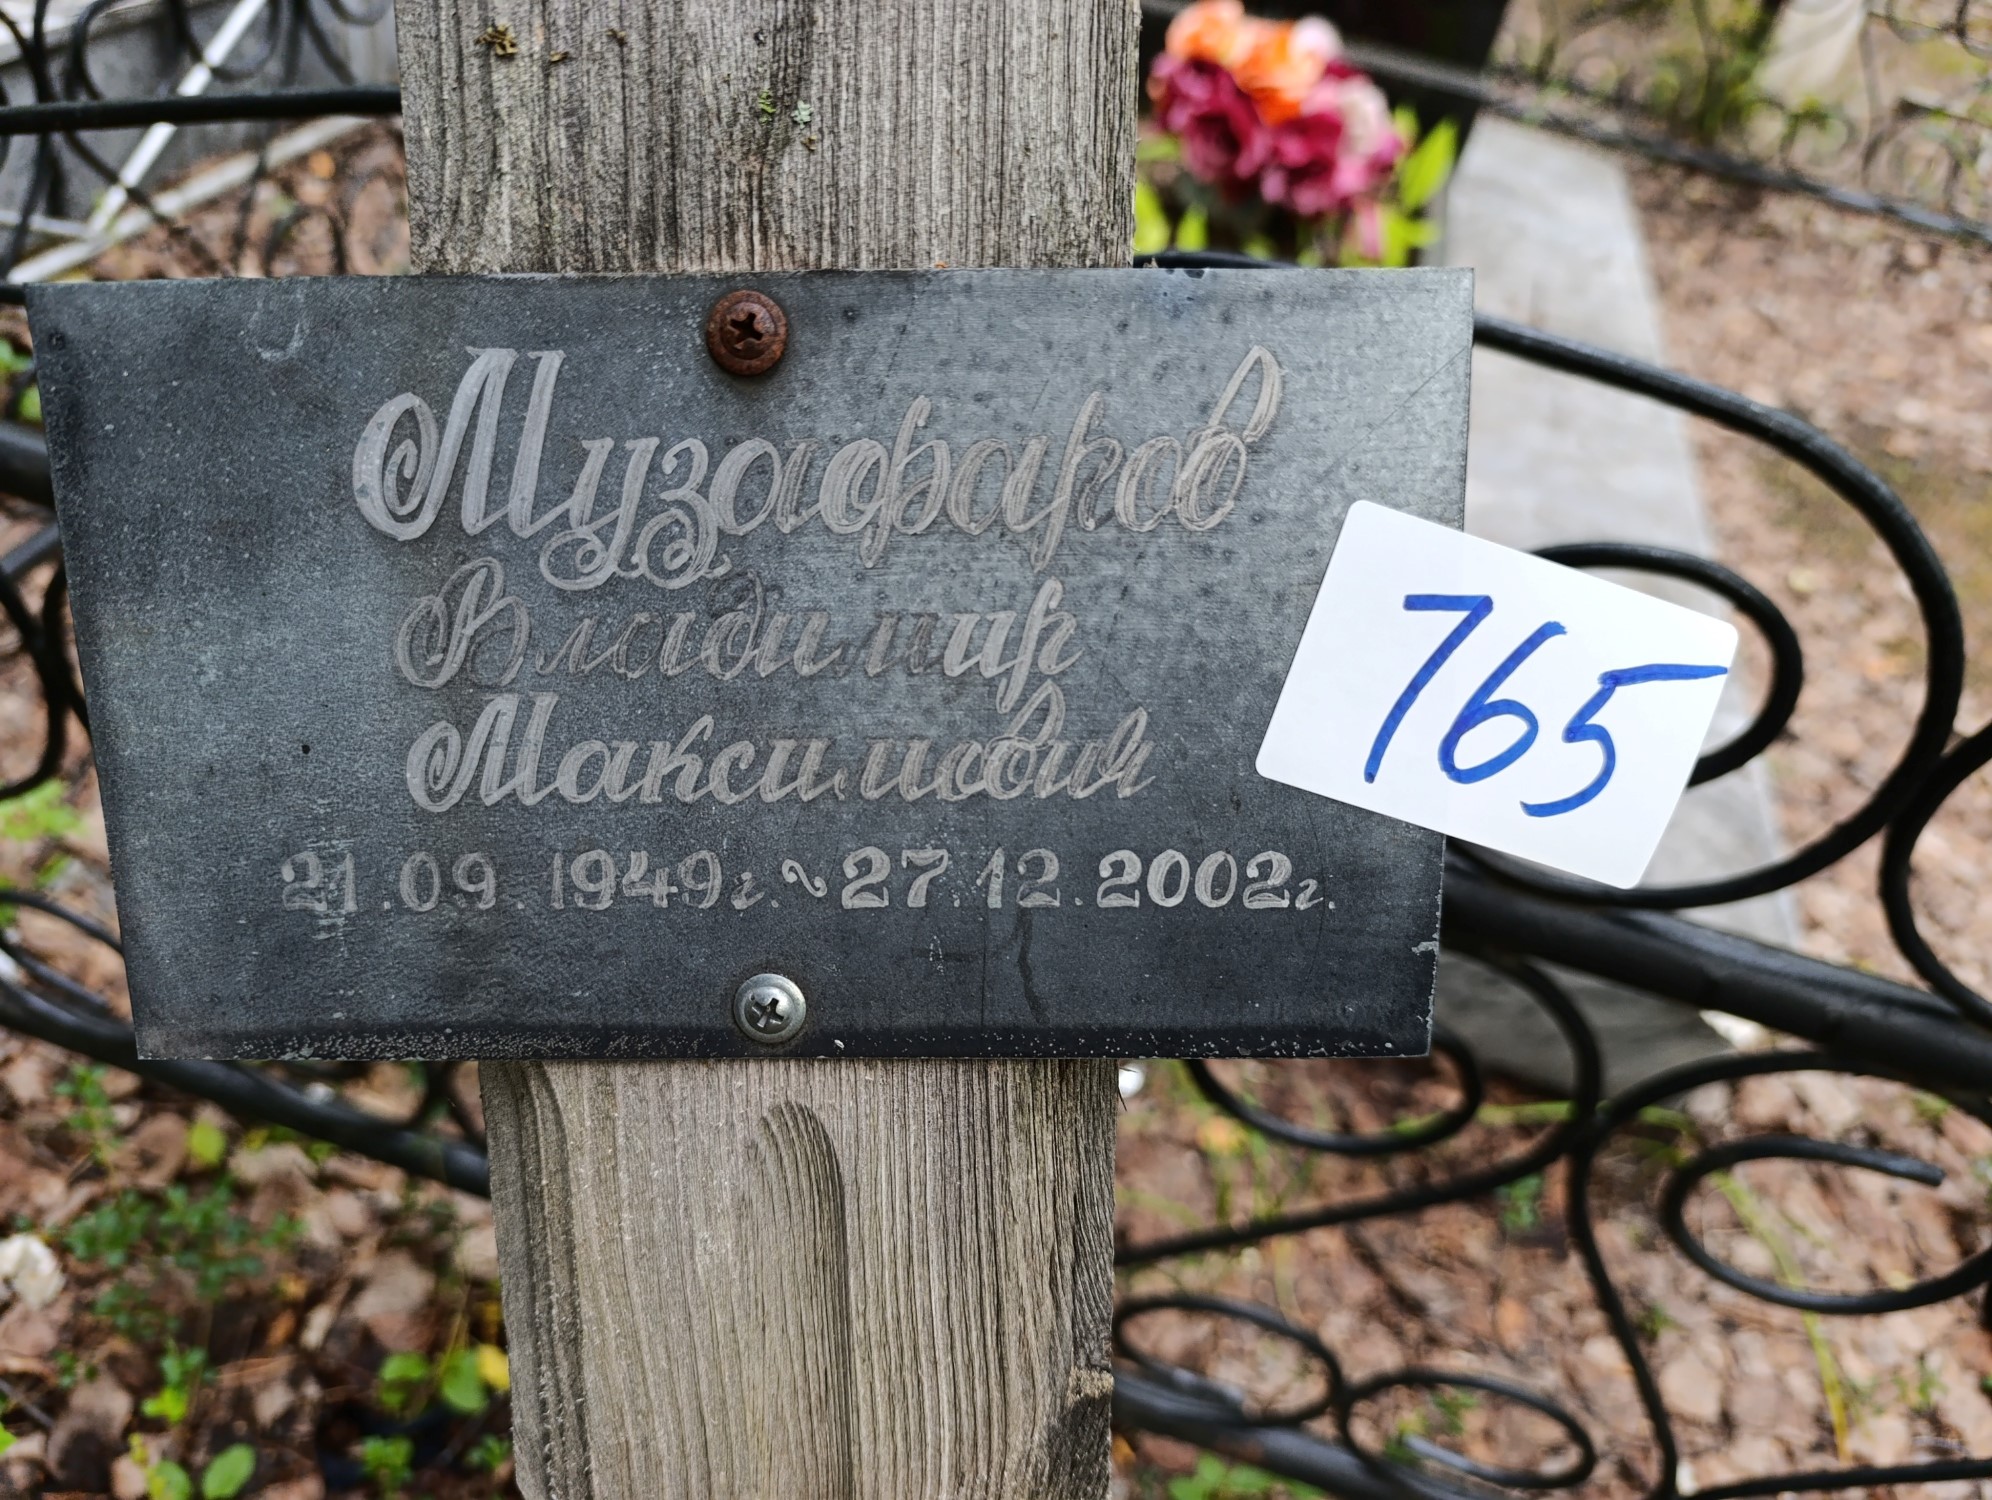 Музафаров
Владимир
Максимович
21.09.1949г. ~ 27.12.2002г.
765